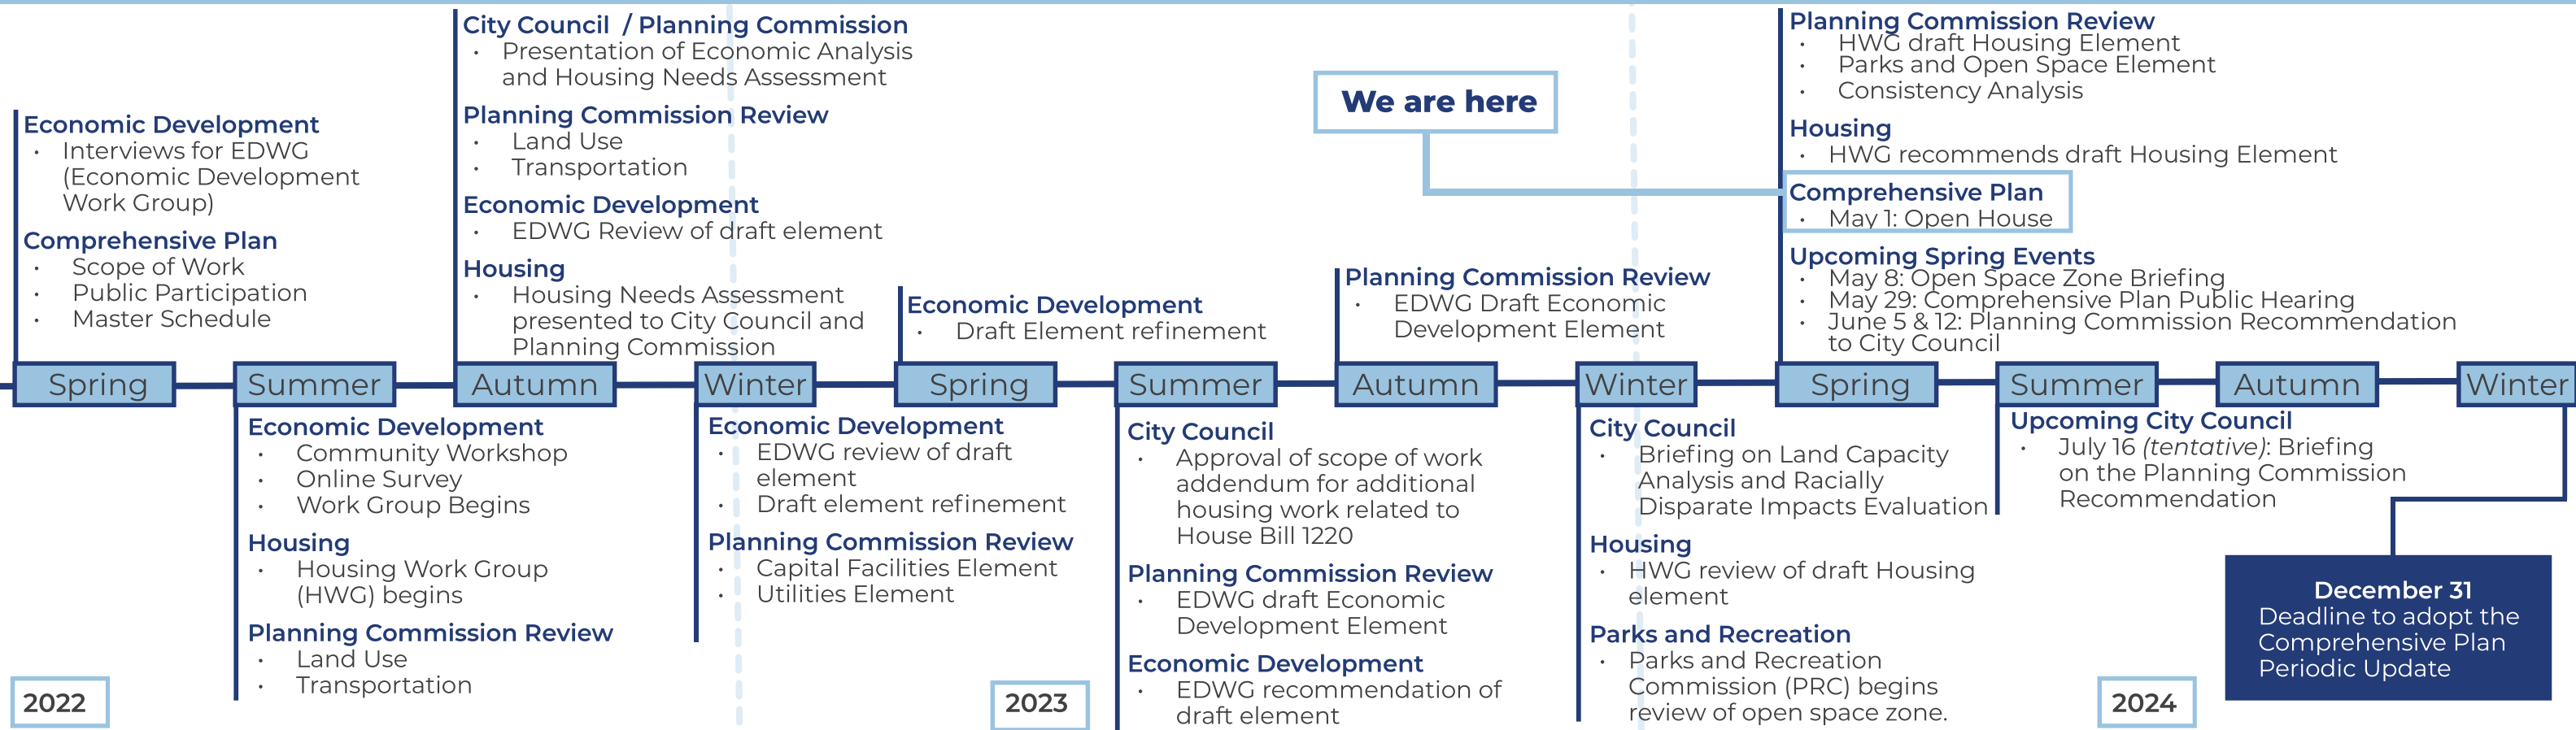 City Council / Planning Commission
Presentation of Economic Analysis
and Housing Needs Assessment
Planning Commission Review
Land Use
Transportation
Economic Development
EDWG Review of draft element
Housing
Housing Needs Assessment
presented to City Council and
Planning Commission
Economic Development
Interviews for EDWG
(Economic Development
Work Group)
Comprehensive Plan
Scope of Work
Public Participation
Master Schedule
Economic Development
Draft Element refinement
We are here
Planning Commission Review
EDWG Draft Economic
Development Element
Planning Commission Review
HWG draft Housing Element
Parks and Open Space Element
Consistency Analysis
Housing
HWG recommends draft Housing Element
Comprehensive Plan
May 1: Open House
Upcoming Spring Events
May 8: Open Space Zone Briefing
May 29: Comprehensive Plan Public Hearing
June 5 & 12: Planning Commission Recommendation
to City Council
Spring
Summer
Autumn
Winter
Spring
Summer
Autumn
Winter
Spring
Summer
Autumn
Winter
Economic Development
Community Workshop
Online Survey
Work Group Begins
Housing
Housing Work Group
(HWG) begins
Planning Commission Review
Land Use
Transportation
Economic Development
EDWG review of draft
element
Draft element refinement
Planning Commission Review
Capital Facilities Element
Utilities Element
City Council
Approval of scope of work
addendum for additional
housing work related to
House Bill 1220
Planning Commission Review
EDWG draft Economic
Development Element
Economic Development
EDWG recommendation of
draft element
City Council
Briefing on Land Capacity
Analysis and Racially
Disparate Impacts Evaluation
Housing
HWG review of draft Housing
element
Parks and Recreation
Parks and Recreation
Commission (PRC) begins
review of open space zone.
Upcoming City Council
July 16 (tentative): Briefing
on the Planning Commission
Recommendation
December 31
Deadline to adopt the
Comprehensive Plan
Periodic Update
2022
2023
2024